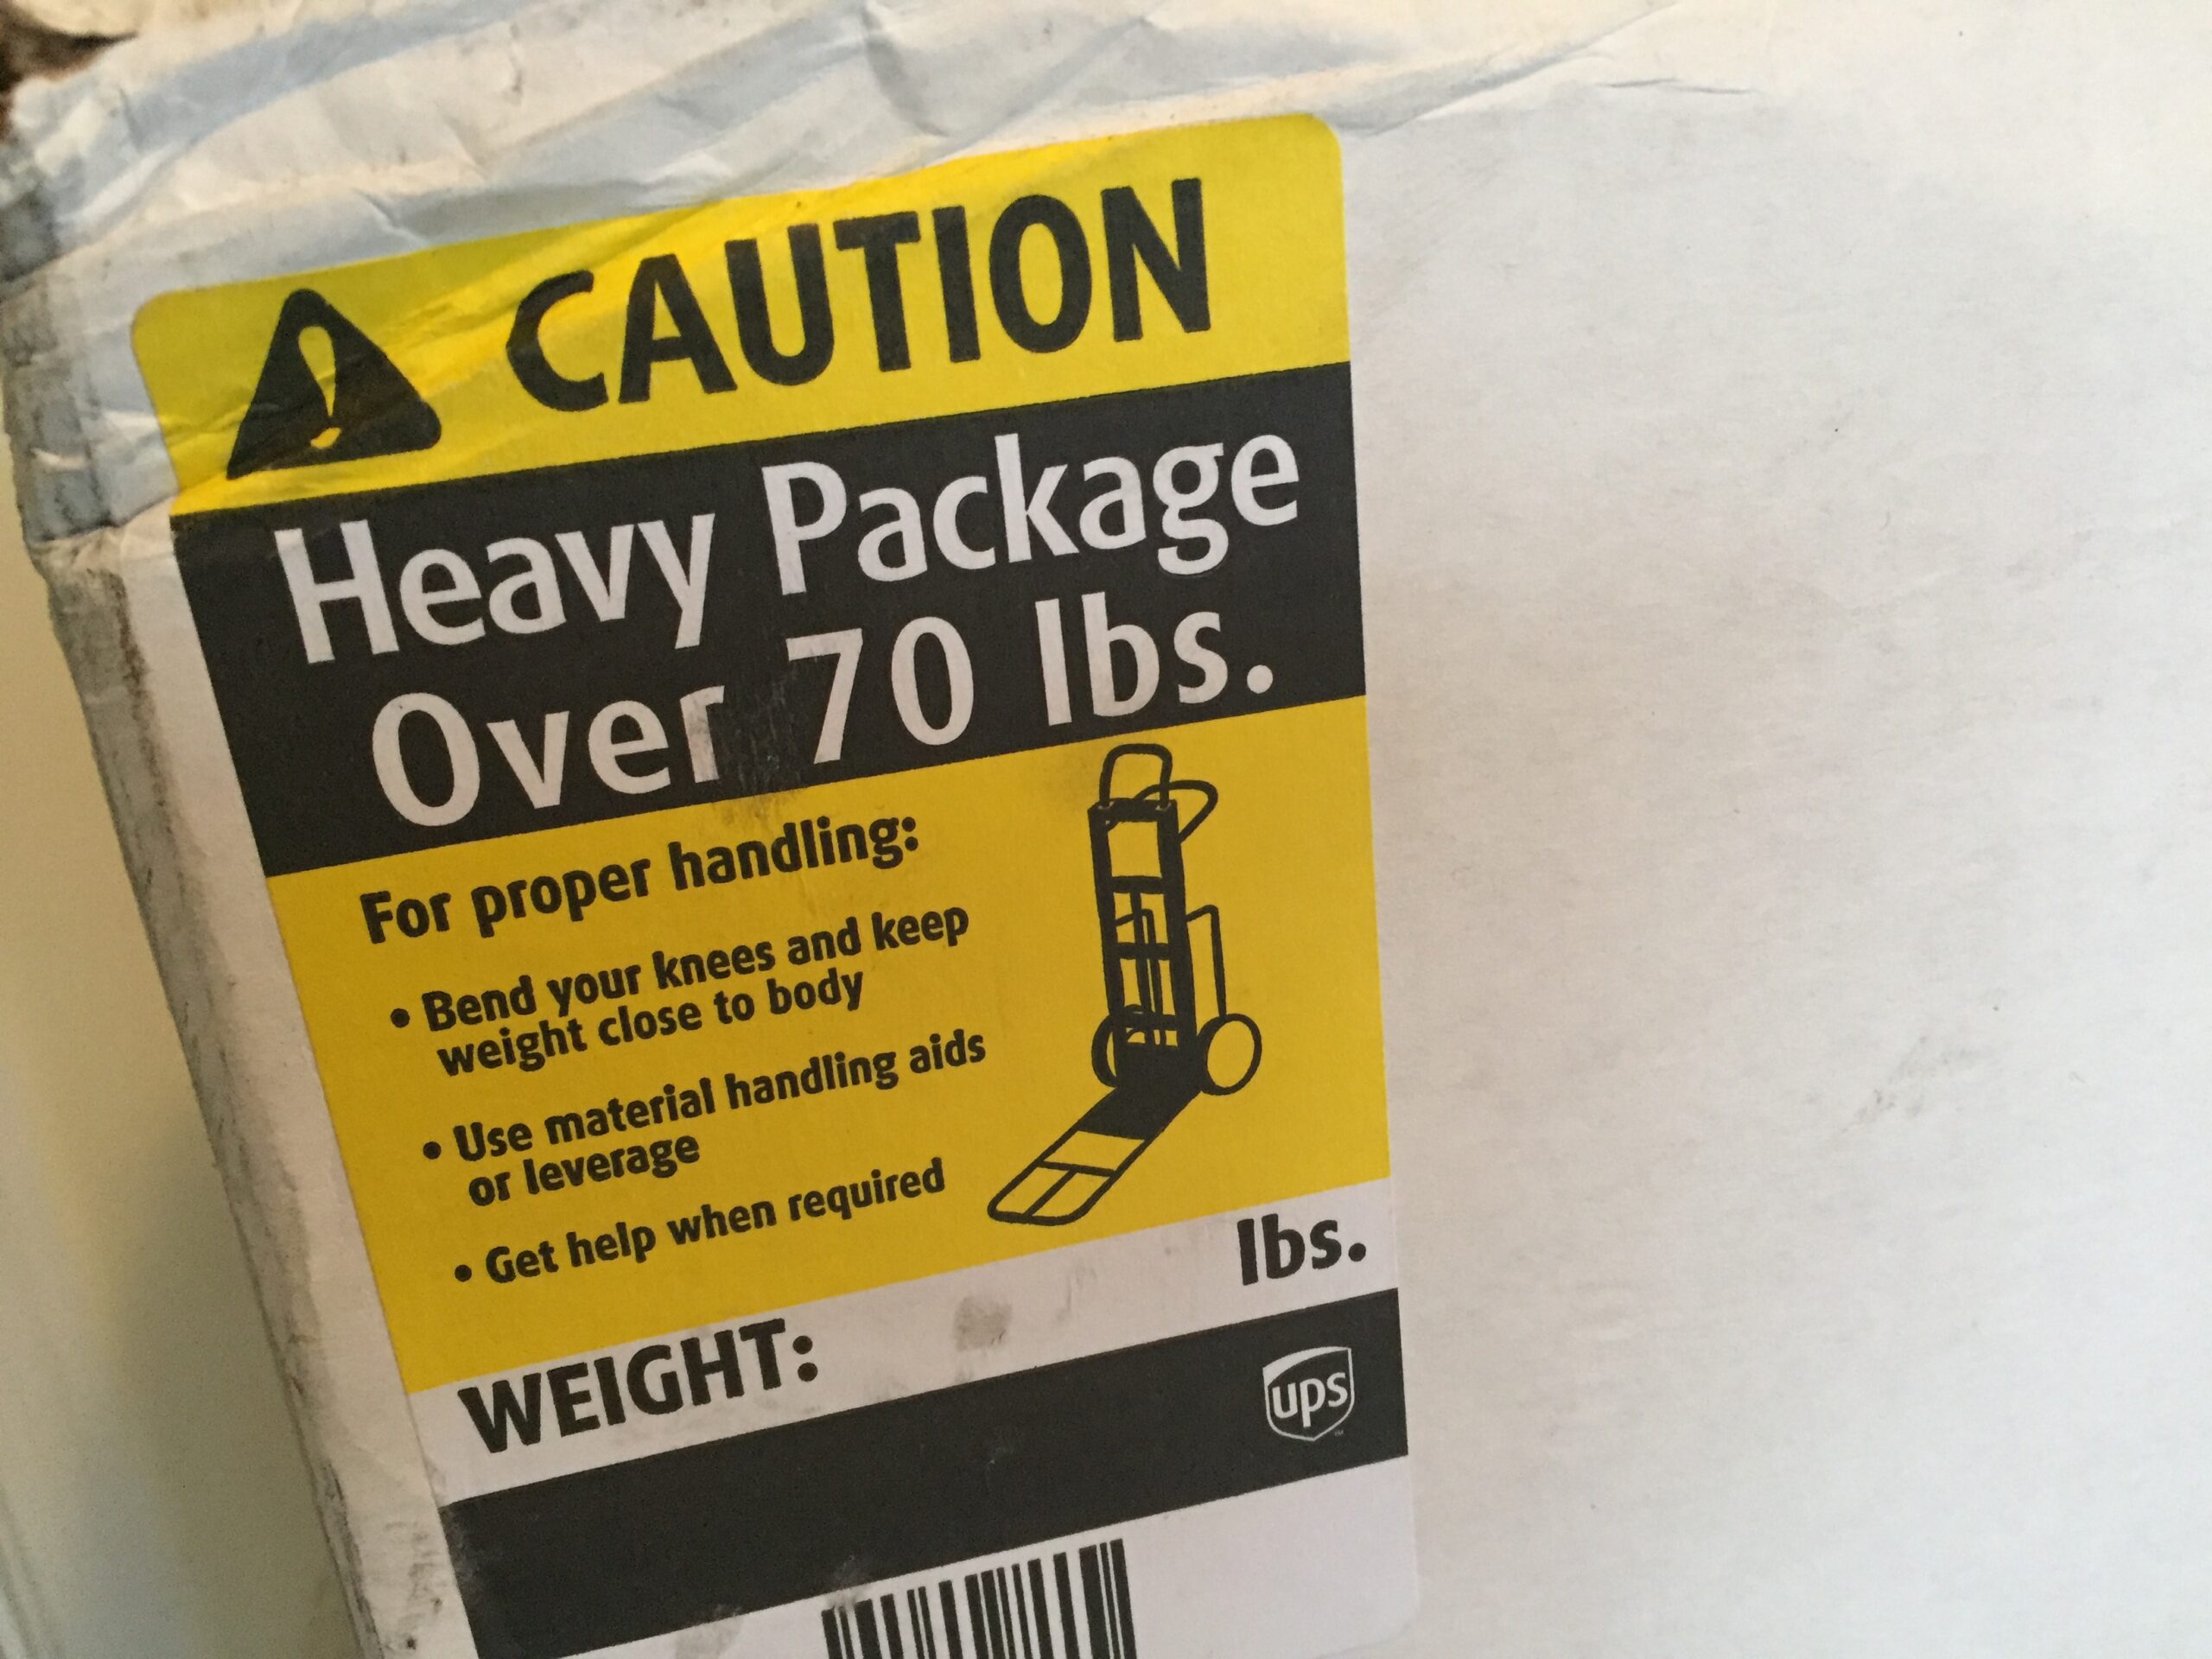 CAUTION
Heavy Package
Over 70 lbs.
For proper handling:
• Bend your knees and keep
weight close to body
• Use material handling aids
or leverage
• Get help when required
WEIGHT: lbs.
ups